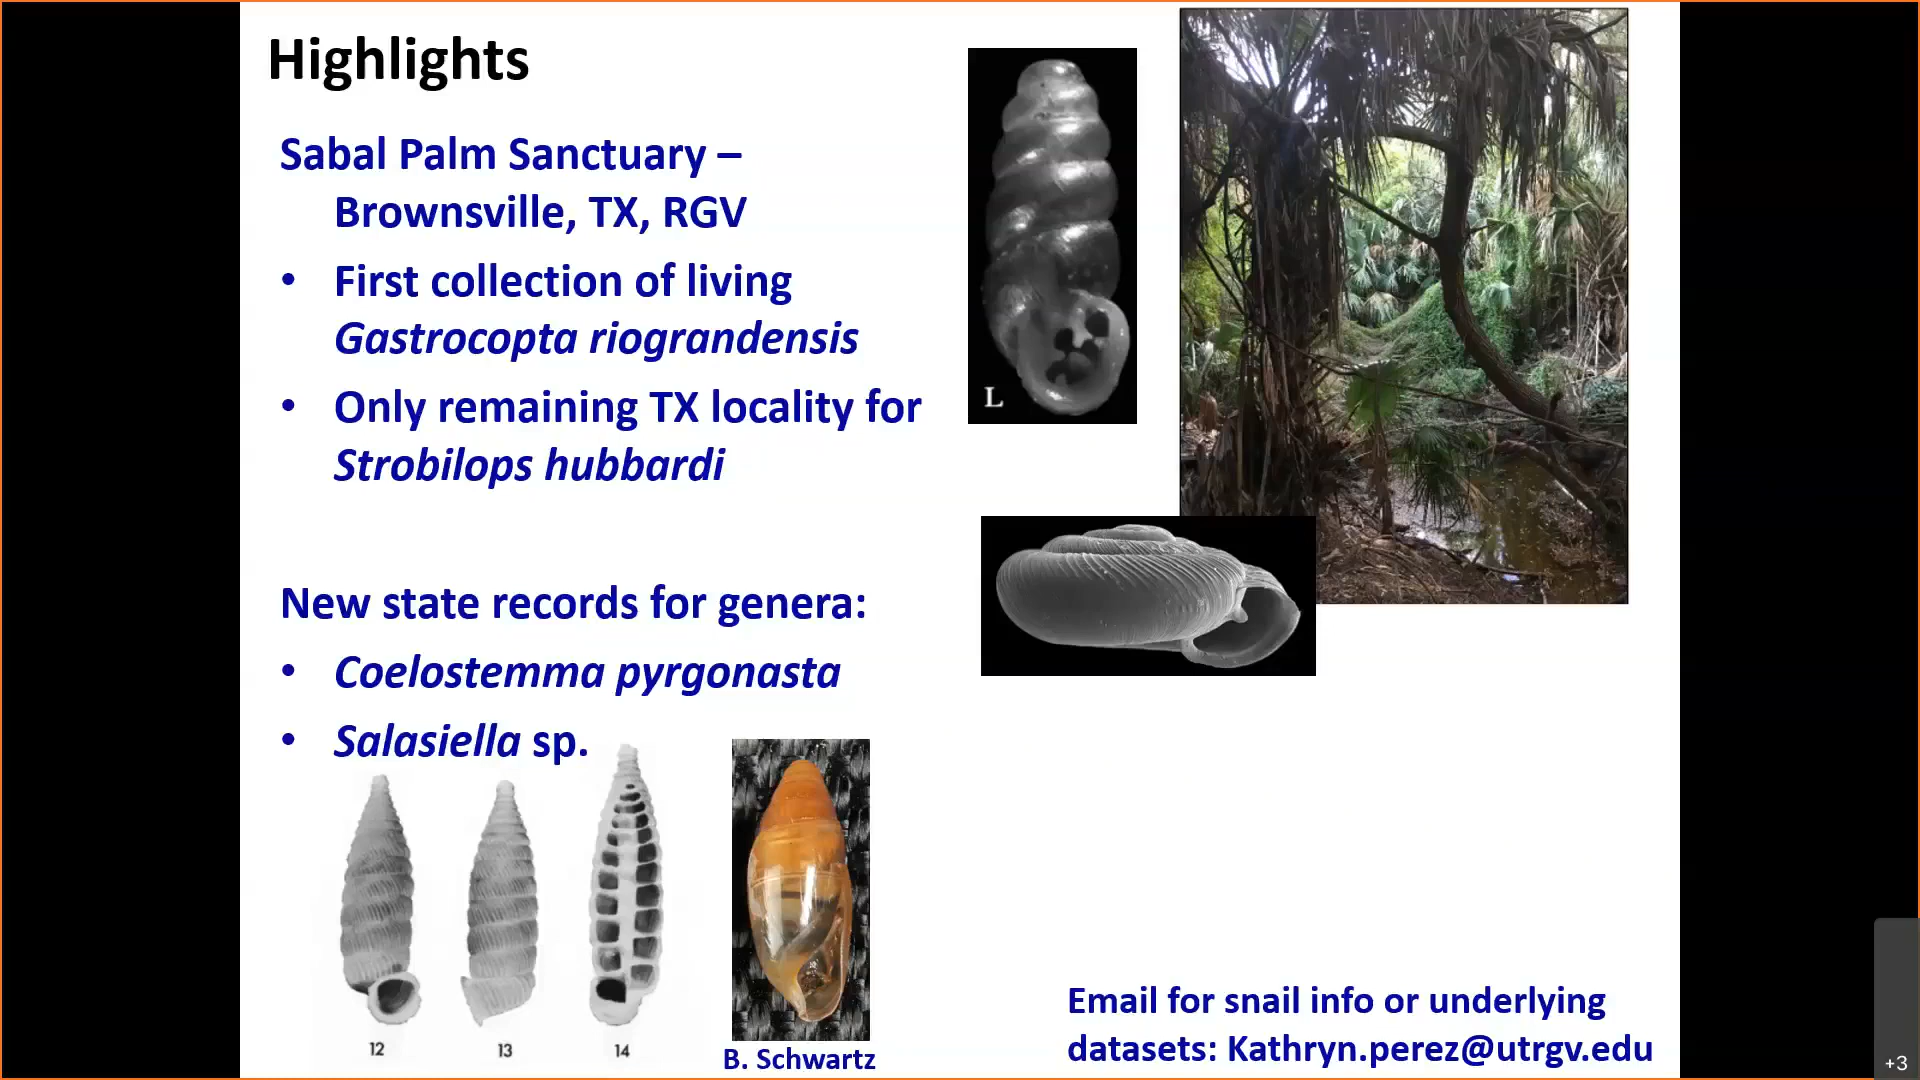 Highlights
Sabal Palm Sanctuary –
Brownsville, TX, RGV
• First collection of living
Gastrocopta riograndensis
• Only remaining TX locality for
Strobilops hubbardi
New state records for genera:
• Coelostemma pyrgonasta
• Salasiella sp.
L
12 13 14
B. Schwartz
Email for snail info or underlying
datasets: Kathryn.perez@utrgv.edu
+3